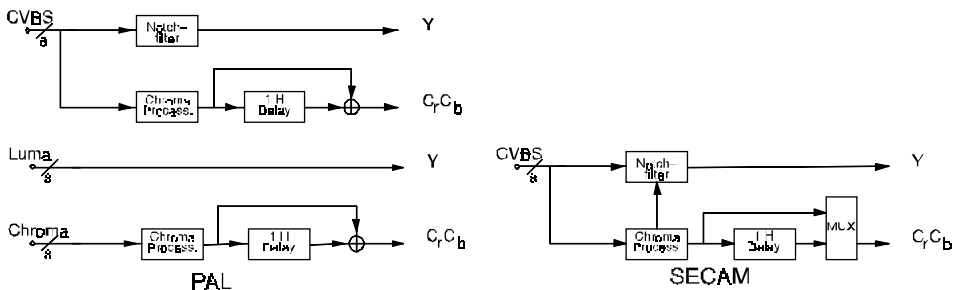 CVBS
8
Notch-
filter
Y
Chroma
Process.
1 H
Delay
CrCb
Luma
8
Y
Chroma
8
Chroma
Process.
1 H
Delay
CrCb
PAL
CVBS
8
Notch-
filter
Y
Chroma
Process.
1 H
Delay
MUX
CrCb
SECAM